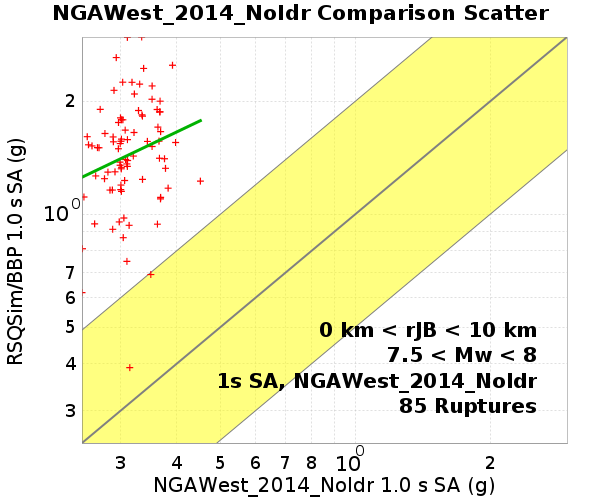 NGAWest_2014_NoIdr Comparison Scatter
RSQSim/BBP 1.0 s SA (g)
2
10^0
7
6
5
4
3
0 km < rJB < 10 km
7.5 < Mw < 8
1s SA, NGAWest_2014_NoIdr
85 Ruptures
3 4 5 6 7 8 10^0 2
NGAWest_2014_NoIdr 1.0 s SA (g)